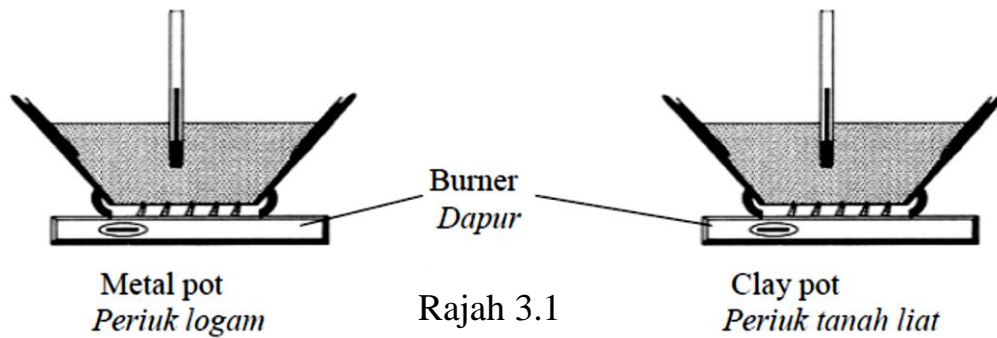 Burner
Dapur
Metal pot
Periuk logam
Rajah 3.1
Clay pot
Periuk tanah liat